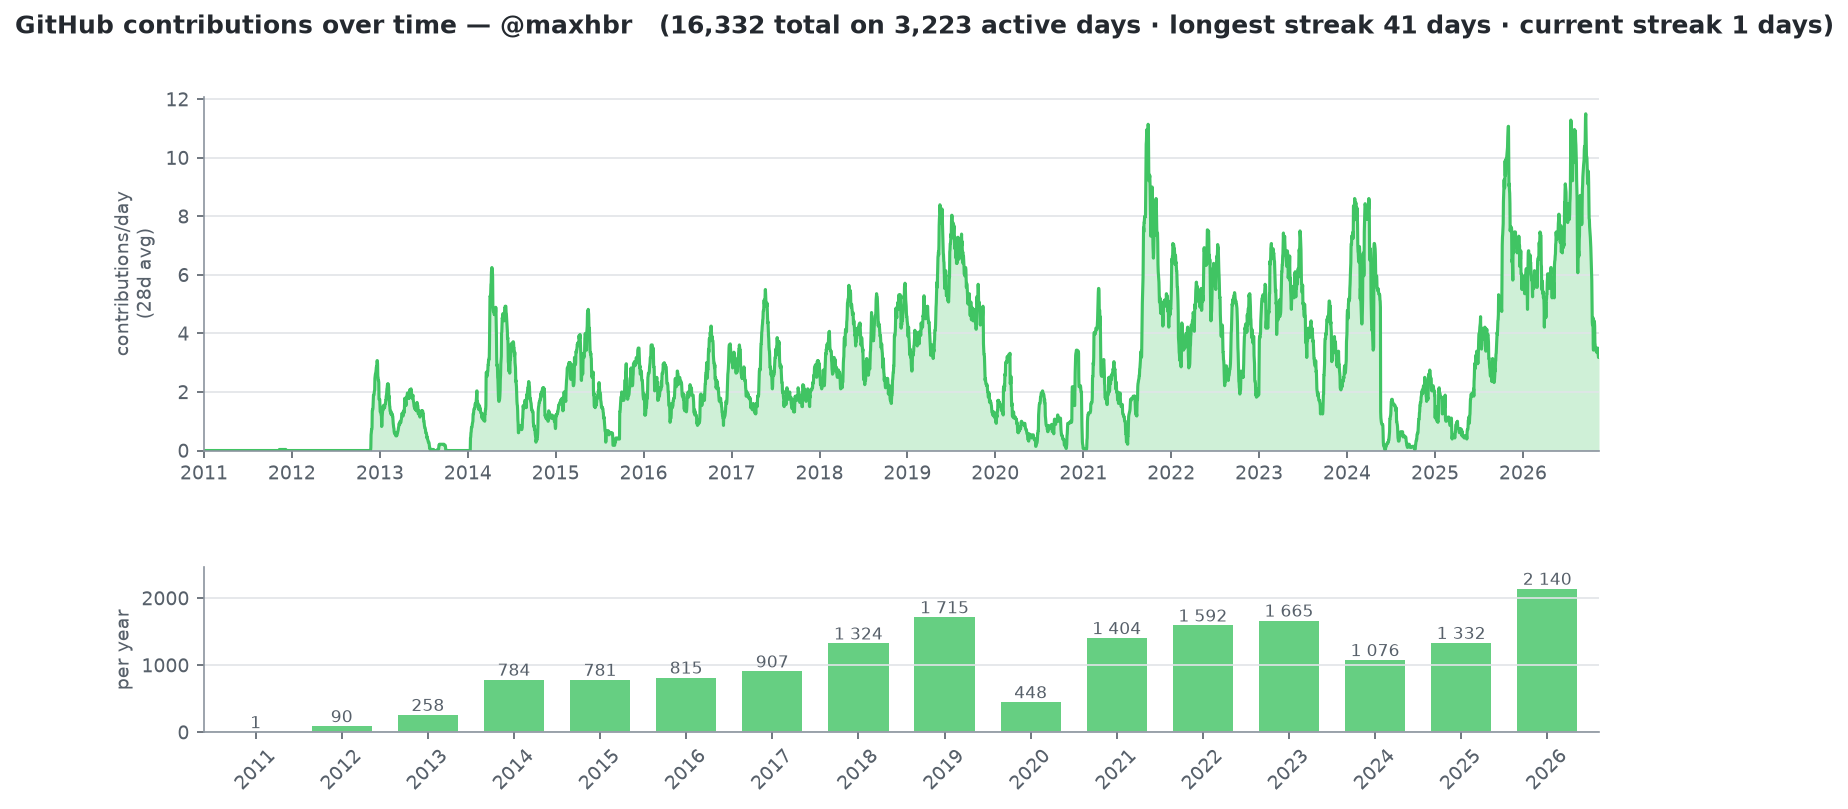 GitHub contributions over time — @maxhbr (16,332 total on 3,223 active days · longest streak 41 days · current streak 1 days)
contributions/day
(28d avg)
12
10
8
6
4
2
0
2011 2012 2013 2014 2015 2016 2017 2018 2019 2020 2021 2022 2023 2024 2025 2026
per year
2000
1000
0
1 90 258 784 781 815 907 1 324 1 715 448 1 404 1 592 1 665 1 076 1 332 2 140
2011 2012 2013 2014 2015 2016 2017 2018 2019 2020 2021 2022 2023 2024 2025 2026